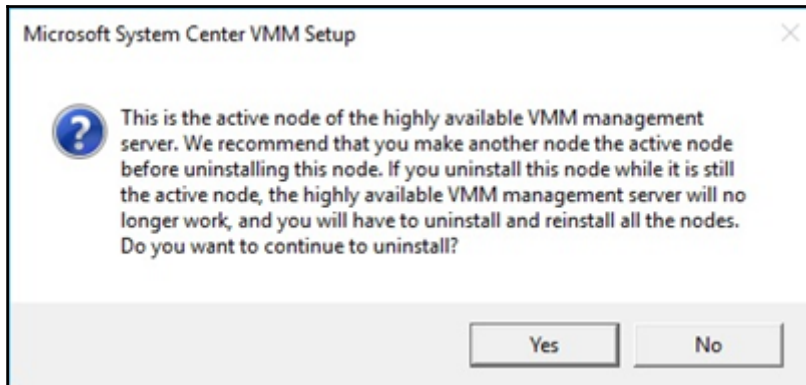 Microsoft System Center VMM Setup
This is the active node of the highly available VMM management
server. We recommend that you make another node the active node
before uninstalling this node. If you uninstall this node while it is still
the active node, the highly available VMM management server will no
longer work, and you will have to uninstall and reinstall all the nodes.
Do you want to continue to uninstall?
Yes
No